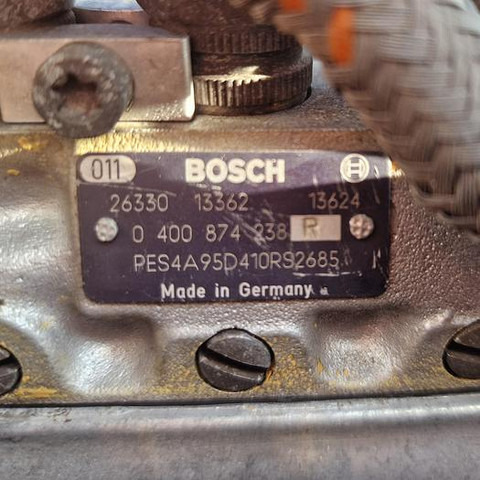 011 BOSCH
26330 13362 13624
0 400 874 238 R
PES4A95D410RS2685
Made in Germany